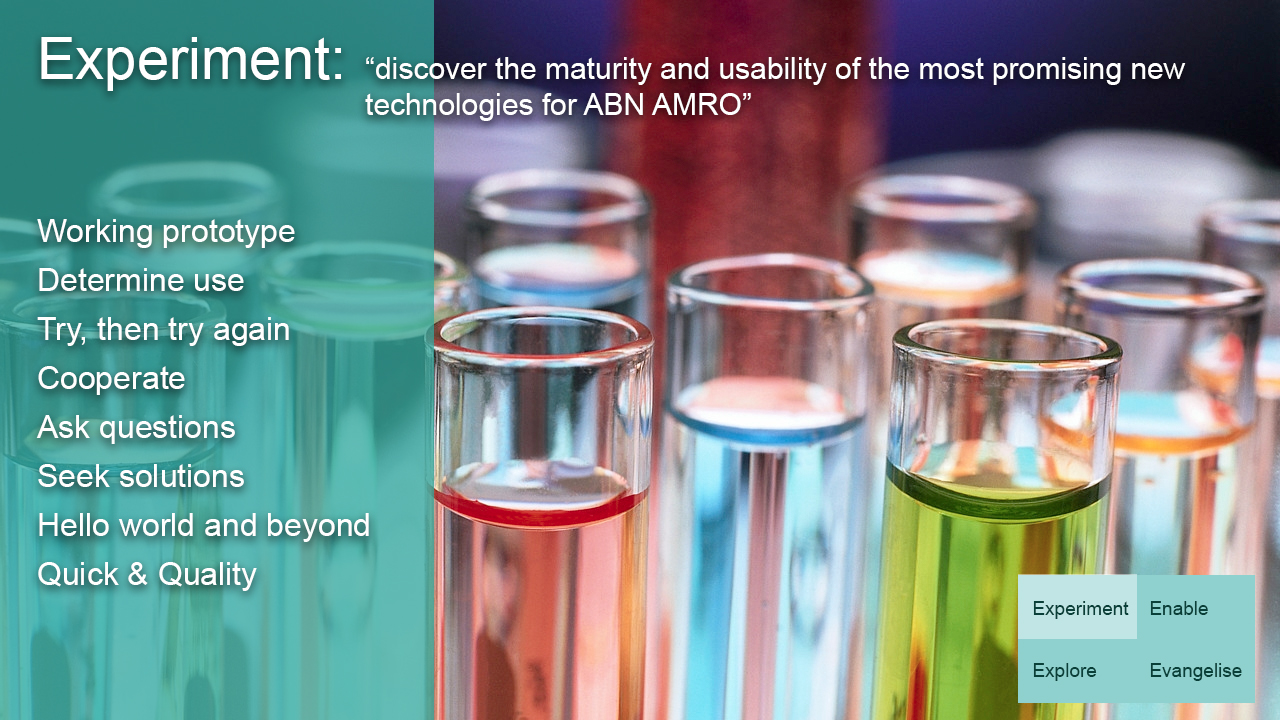 Experiment:
“discover the maturity and usability of the most promising new
technologies for ABN AMRO”
Working prototype
Determine use
Try, then try again
Cooperate
Ask questions
Seek solutions
Hello world and beyond
Quick & Quality
Experiment Enable
Explore Evangelise